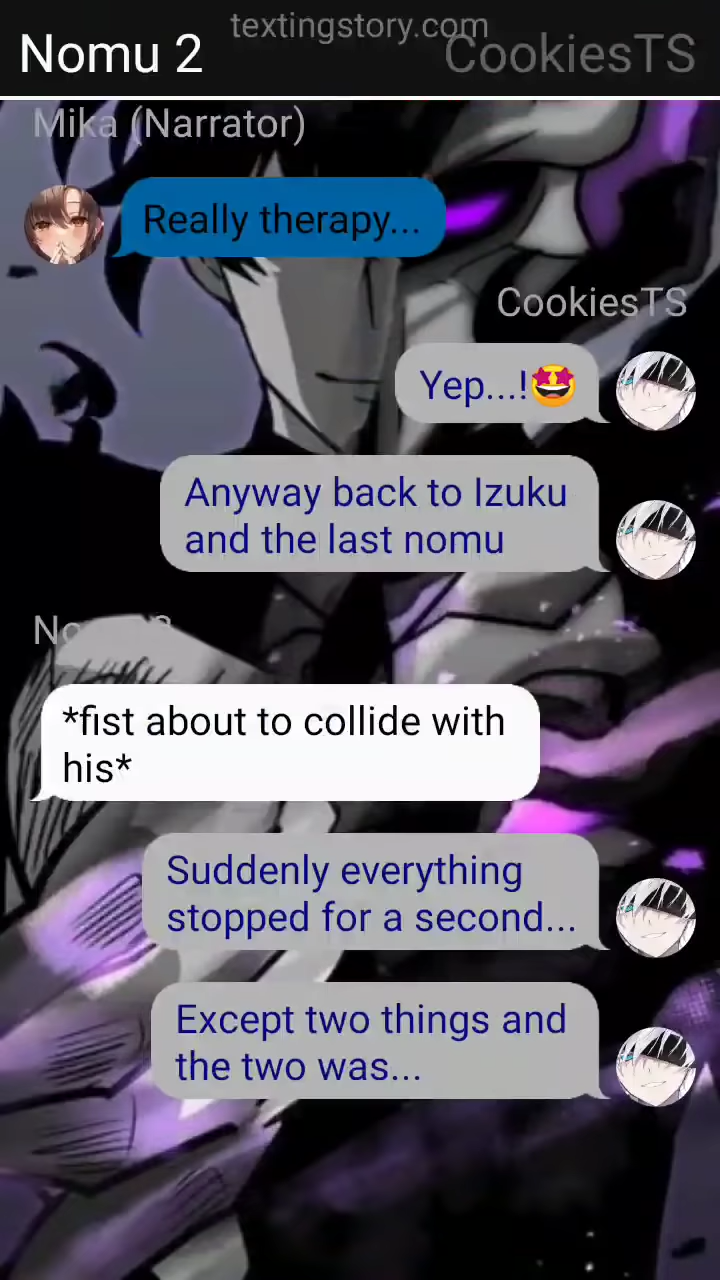 textingstory.com
Nomu 2
CookiesTS
Mika (Narrator)
Really therapy...
CookiesTS
Yep...!🤩
Anyway back to Izuku
and the last nomu
*fist about to collide with
his*
Suddenly everything
stopped for a second...
Except two things and
the two was...